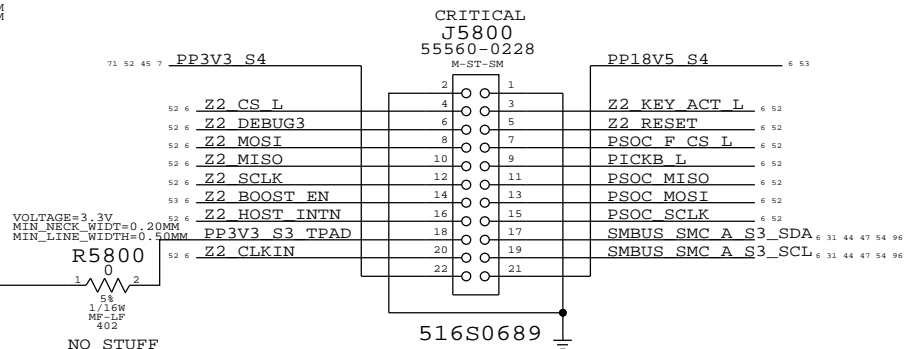 CRITICAL
J5800
55560-0228
M-ST-SM
71 52 45 7 PP3V3_S4
PP18V5_S4 6 53
2 1
52 6 Z2_CS_L 4 3 Z2_KEY_ACT_L 6 52
52 6 Z2_DEBUG3 6 5 Z2_RESET 6 52
52 6 Z2_MOSI 8 7 PSOC_F_CS_L 6 52
52 6 Z2_MISO 10 9 PICKB_L 6 52
52 6 Z2_SCLK 12 11 PSOC_MISO 6 52
53 6 Z2_BOOST_EN 14 13 PSOC_MOSI 6 52
52 6 Z2_HOST_INTN 16 15 PSOC_SCLK 6 52
VOLTAGE=3.3V
MIN_NECK_WIDT=0.20MM
MIN_LINE_WIDTH=0.50MM
PP3V3_S3_TPAD 18 17 SMBUS_SMC_A_S3_SDA 6 31 44 47 54 96
52 6 Z2_CLKIN 20 19 SMBUS_SMC_A_S3_SCL 6 31 44 47 54 96
22 21
R5800
0
1 2
5%
1/16W
MF-LF
402
NO STUFF
516S0689